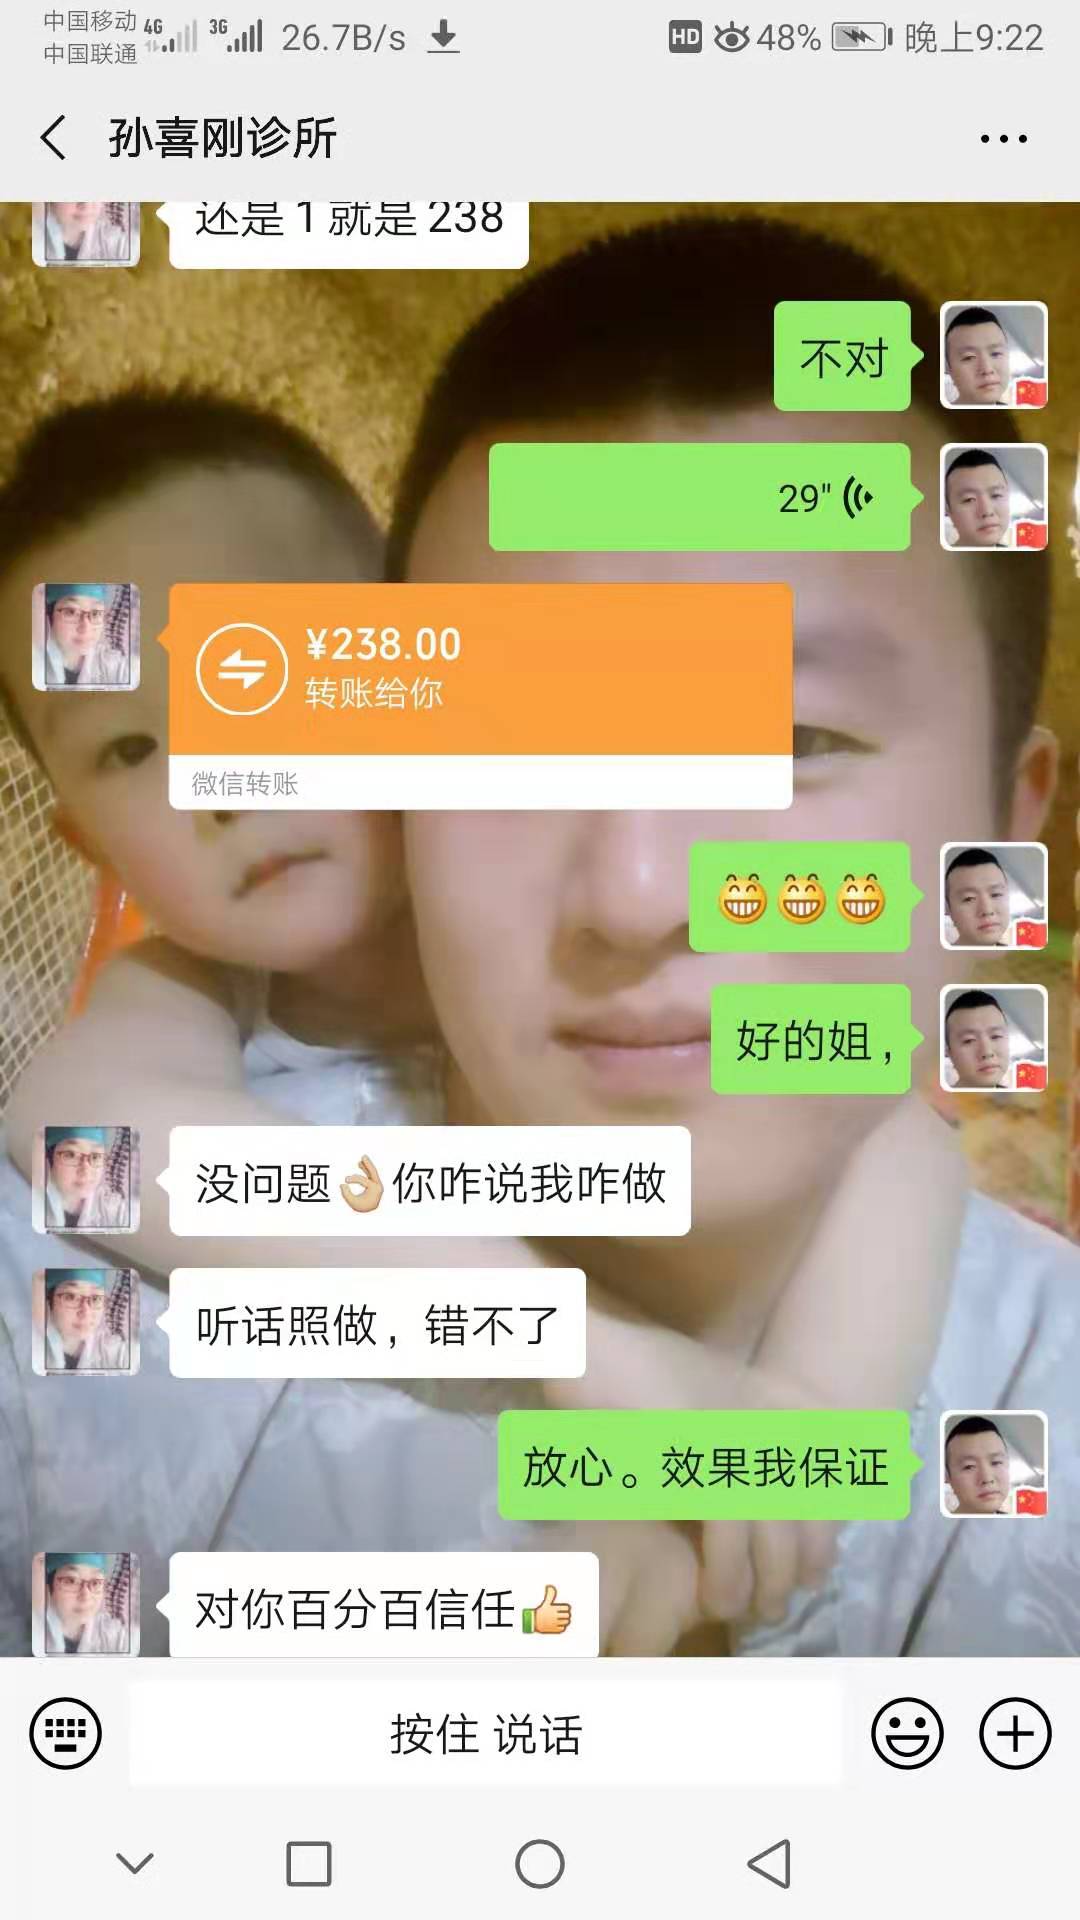 中国移动 4G 3G 26.7B/s HD 48% 晚上9:22
中国联通
孙喜刚诊所
还是1就是238
不对
29"
¥238.00
转账给你
微信转账
😁😁😁
好的姐，
没问题👌🏼你咋说我咋做
听话照做，错不了
放心。效果我保证
对你百分百信任👍
按住 说话